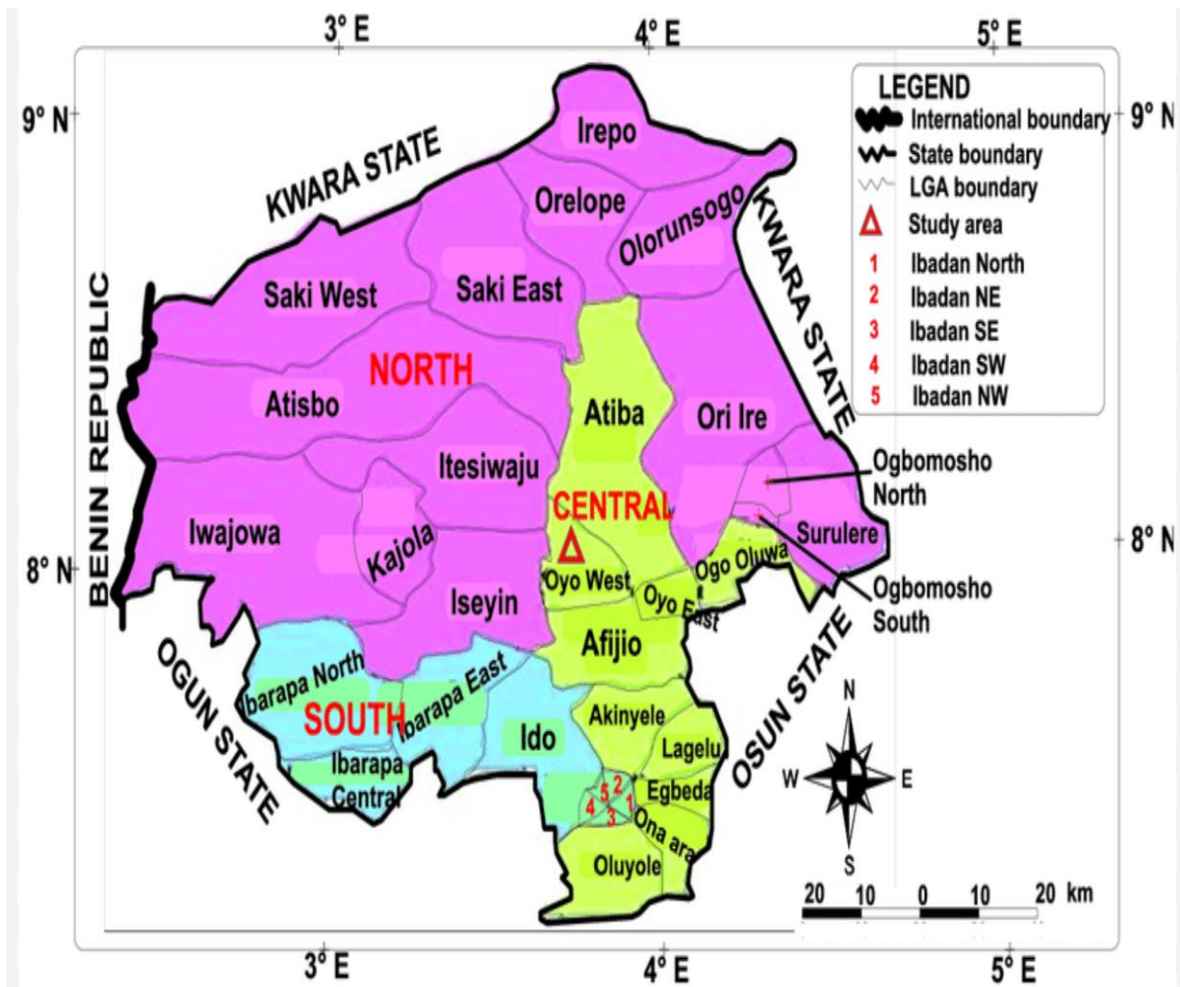 3° E
4° E
5° E
9° N
9° N
LEGEND
International boundary
State boundary
LGA boundary
Study area
1 Ibadan North
2 Ibadan NE
3 Ibadan SE
4 Ibadan SW
5 Ibadan NW
KWARA STATE
Irepo
Orelope
Olorunsogo
KWARA STATE
Saki West
Saki East
BENIN REPUBLIC
NORTH
Atisbo
Atiba
Ori Ire
Itesiwaju
Ogbomosho
North
CENTRAL
Iwajowa
Kajola
Surulere
8° N
8° N
Ogo Oluwa
Oyo West
Oyo East
Iseyin
Ogbomosho
South
Afijio
OGUN STATE
Ibarapa North
Ibarapa East
SOUTH
Ido
Akinyele
Lagelu
OSUN STATE
Ibarapa
Central
Egbeda
5
2
4
1
3
Ona ara
Oluyole
N
W
E
S
20 10 0 10 20 km
3° E
4° E
5° E